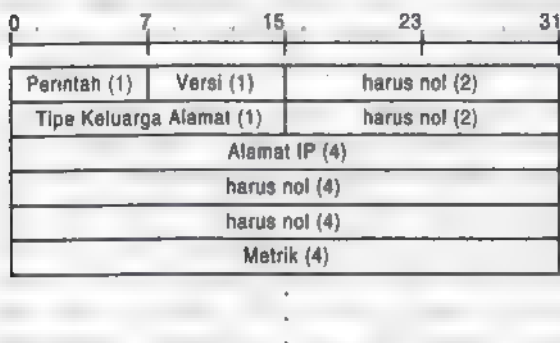 0 7 15 23 31
Perintah (1) Versi (1) harus nol (2)
Tipe Keluarga Alamat (1) harus nol (2)
Alamat IP (4)
harus nol (4)
harus nol (4)
Metrik (4)